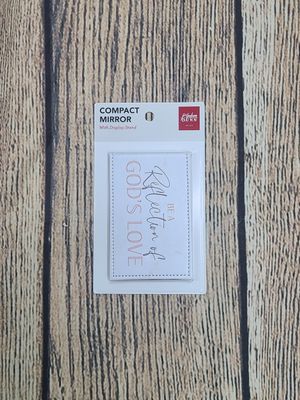 COMPACT
MIRROR
With Display Stand
BE A
Reflection of
GOD'S LOVE